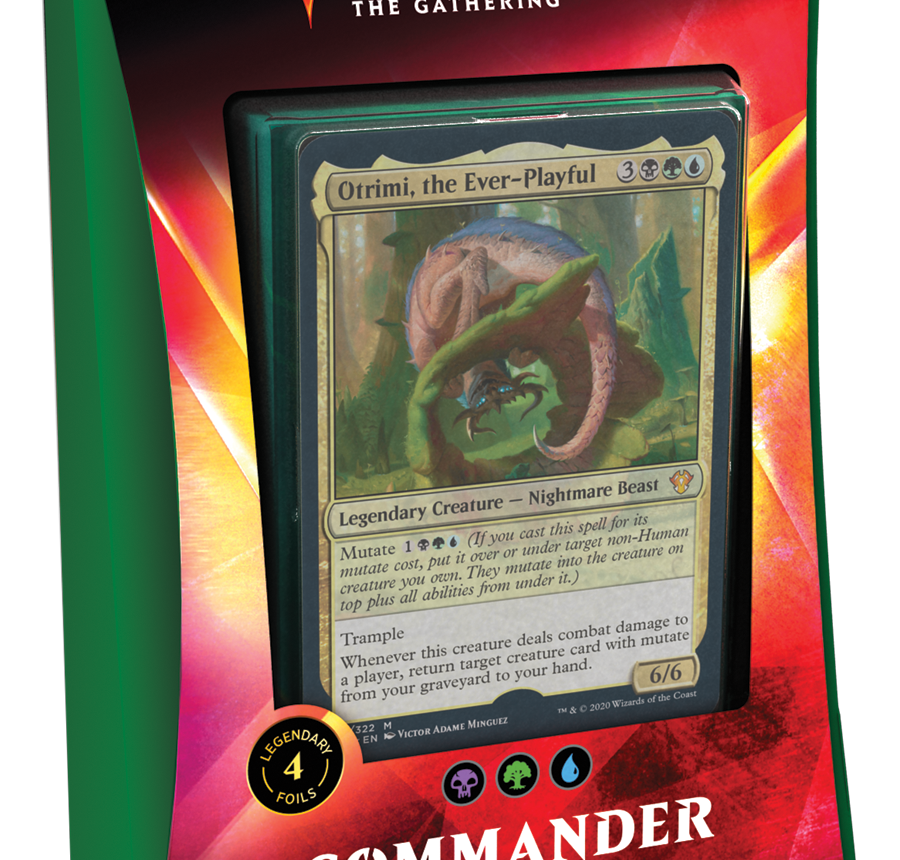 THE GATHERING
Otrimi, the Ever-Playful 3
Legendary Creature — Nightmare Beast
Mutate 1 (If you cast this spell for its
mutate cost, put it over or under target non-Human
creature you own. They mutate into the creature on
top plus all abilities from under it.)
Trample
Whenever this creature deals combat damage to
a player, return target creature card with mutate
from your graveyard to your hand.
6/6
/322 M
EN Victor Adame Minguez
™ & © 2020 Wizards of the Coast
LEGENDARY
4
FOILS
COMMANDER